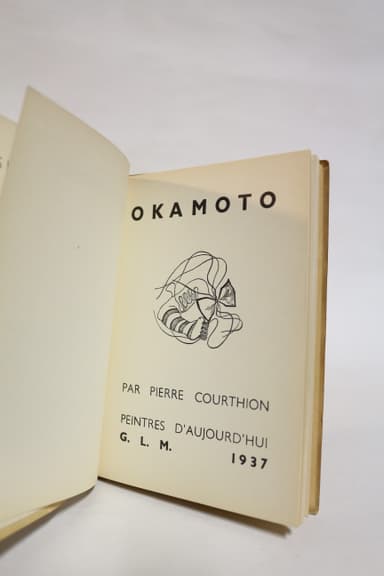 OKAMOTO
PAR PIERRE COURTHION
PEINTRES D'AUJOURD'HUI
G. L. M. 1937